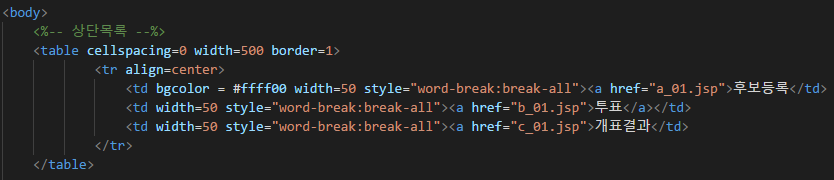 <body>
<%-- 상단목록 --%>
<table cellspacing=0 width=500 border=1>
<tr align=center>
<td bgcolor = #ffff00 width=50 style="word-break:break-all"><a href="a_01.jsp">후보등록</td>
<td width=50 style="word-break:break-all"><a href="b_01.jsp">투표</a></td>
<td width=50 style="word-break:break-all"><a href="c_01.jsp">개표결과</td>
</tr>
</table>